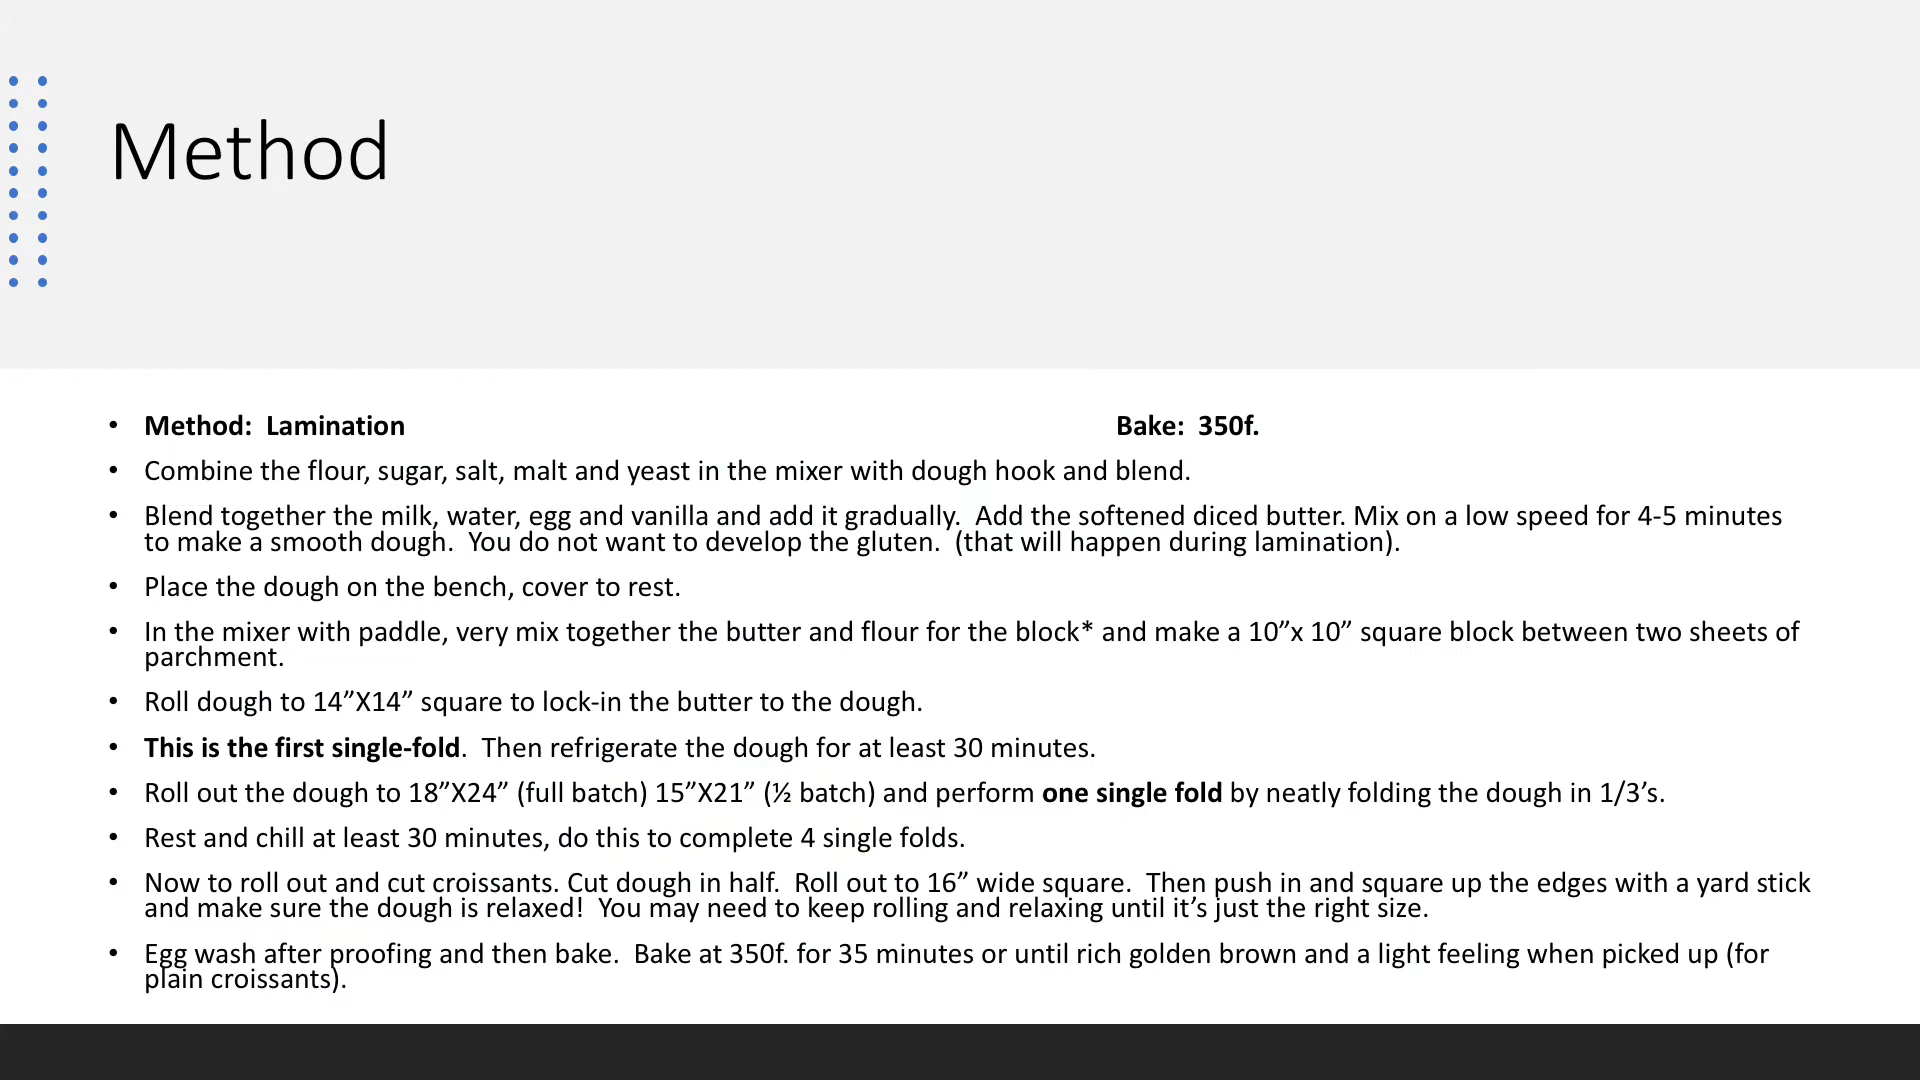 Method
• Method:  Lamination Bake:  350f.
• Combine the flour, sugar, salt, malt and yeast in the mixer with dough hook and blend.
• Blend together the milk, water, egg and vanilla and add it gradually.  Add the softened diced butter. Mix on a low speed for 4-5 minutes
to make a smooth dough.  You do not want to develop the gluten.  (that will happen during lamination).
• Place the dough on the bench, cover to rest.
• In the mixer with paddle, very mix together the butter and flour for the block* and make a 10”x 10” square block between two sheets of
parchment.
• Roll dough to 14”X14” square to lock-in the butter to the dough.
• This is the first single-fold.  Then refrigerate the dough for at least 30 minutes.
• Roll out the dough to 18”X24” (full batch) 15”X21” (½ batch) and perform one single fold by neatly folding the dough in 1/3’s.
• Rest and chill at least 30 minutes, do this to complete 4 single folds.
• Now to roll out and cut croissants. Cut dough in half.  Roll out to 16” wide square.  Then push in and square up the edges with a yard stick
and make sure the dough is relaxed!  You may need to keep rolling and relaxing until it’s just the right size.
• Egg wash after proofing and then bake.  Bake at 350f. for 35 minutes or until rich golden brown and a light feeling when picked up (for
plain croissants).